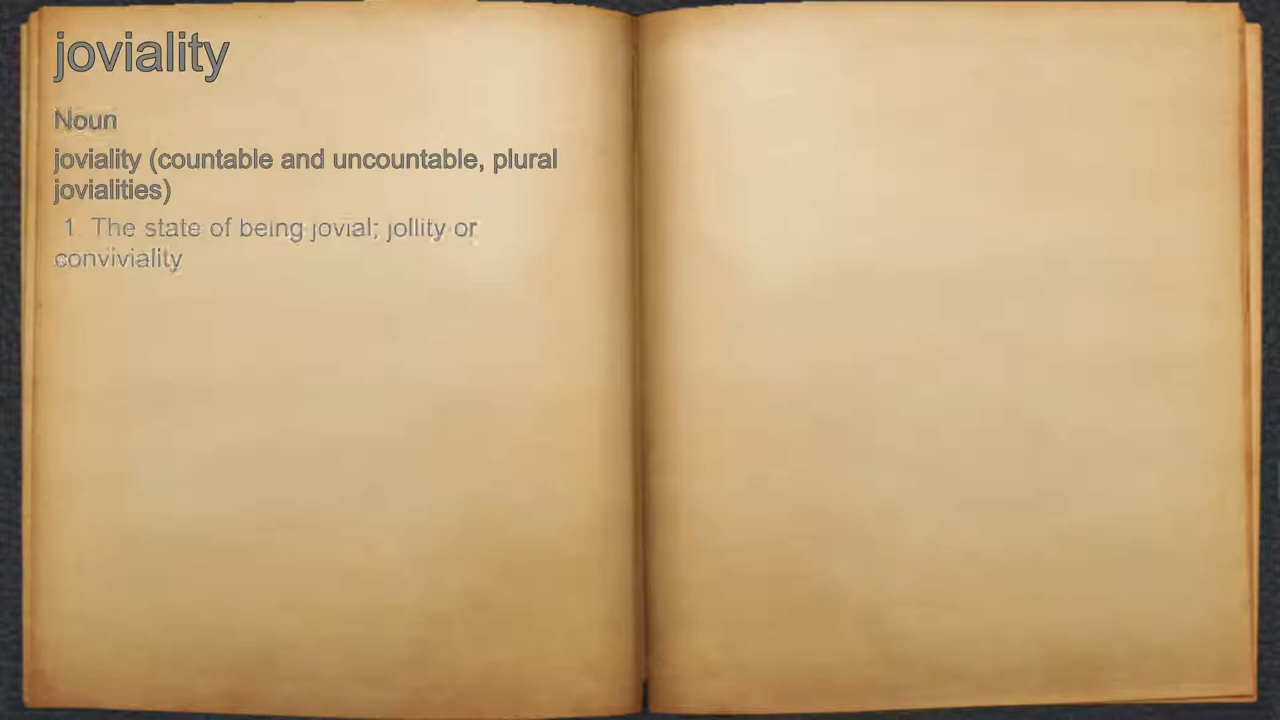 joviality
Noun
joviality (countable and uncountable, plural
jovialities)
1. The state of being jovial; jollity or
conviviality